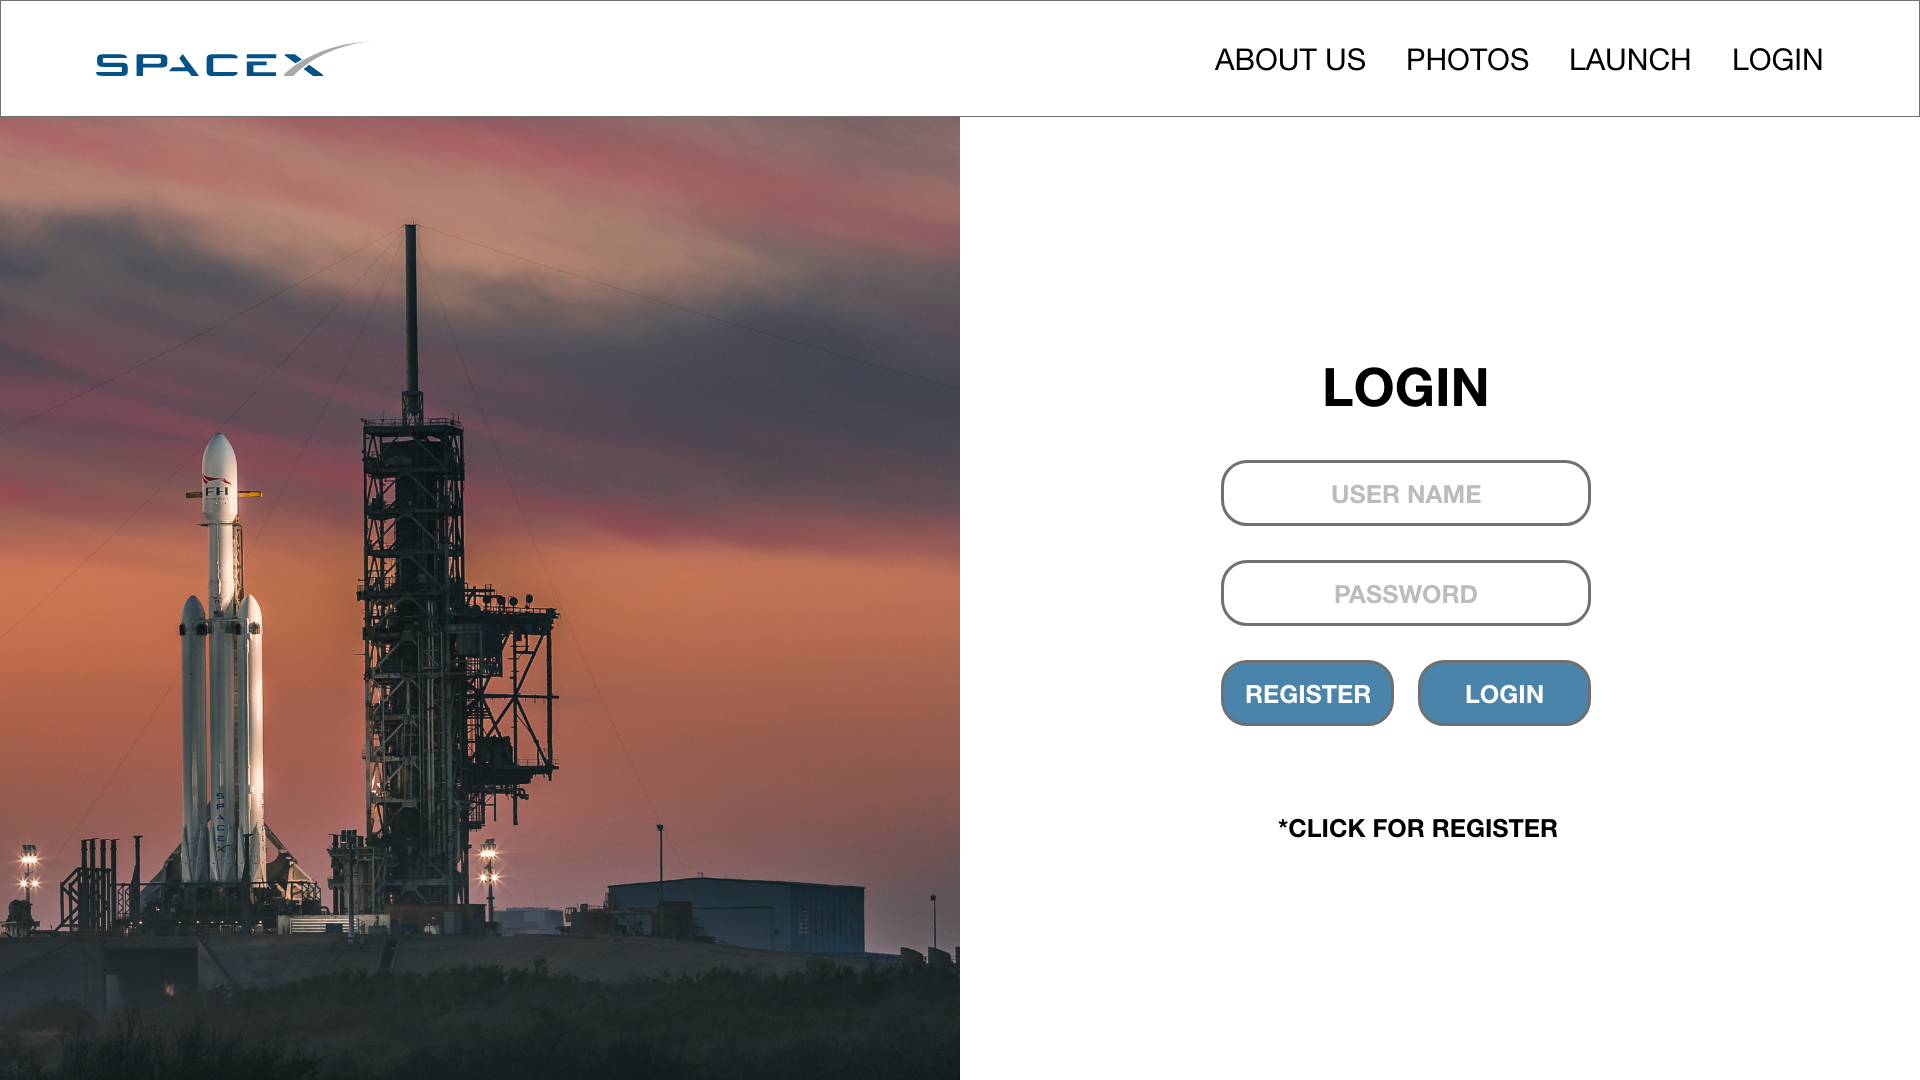 SPACEX
ABOUT US PHOTOS LAUNCH LOGIN
FH
SPACEX
LOGIN
USER NAME
PASSWORD
REGISTER LOGIN
*CLICK FOR REGISTER